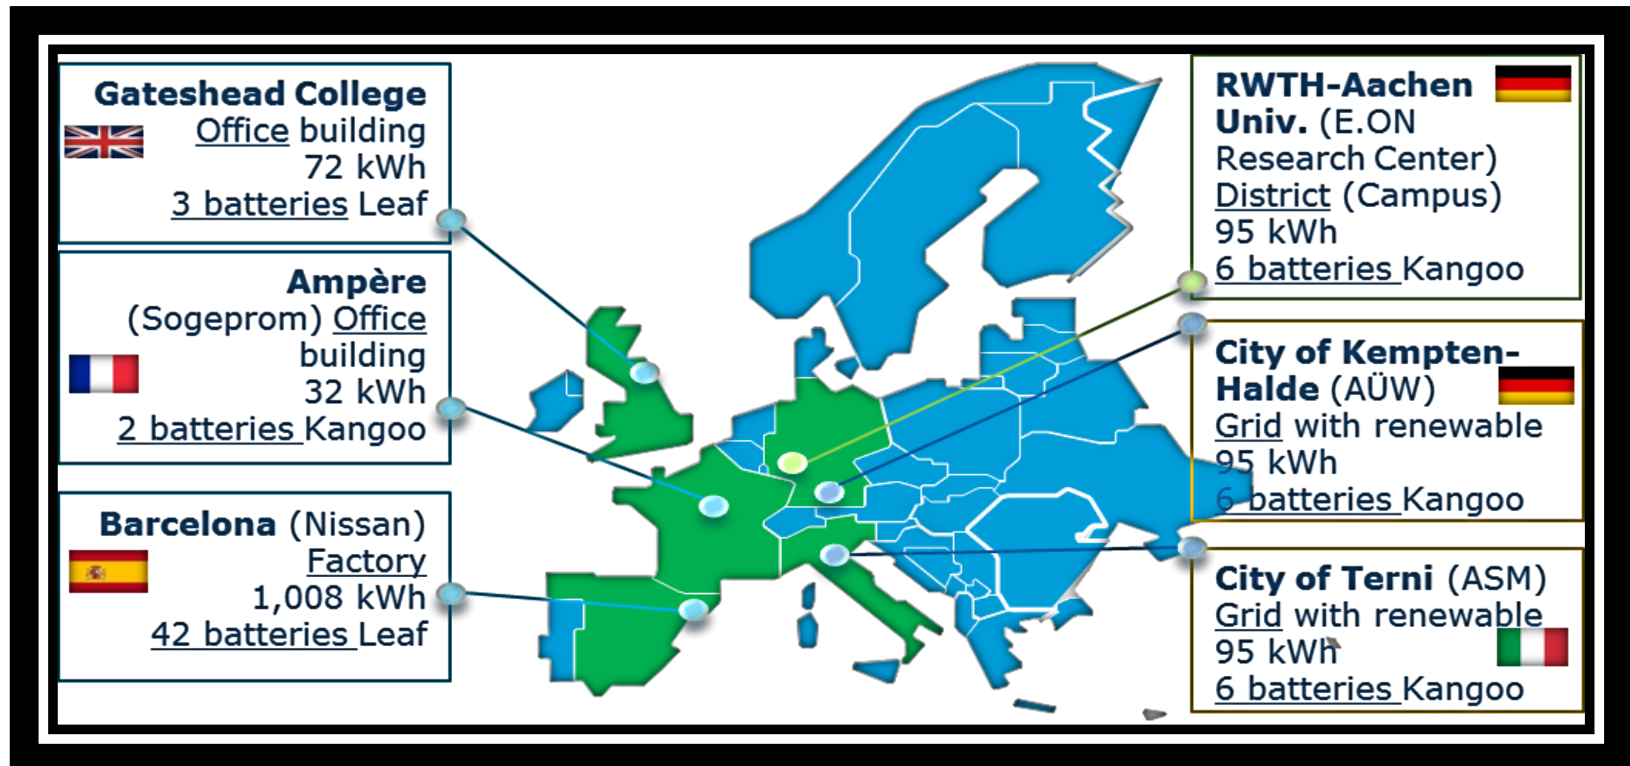 Gateshead College
Office building
72 kWh
3 batteries Leaf
Ampère
(Sogeprom) Office
building
32 kWh
2 batteries Kangoo
Barcelona (Nissan)
Factory
1,008 kWh
42 batteries Leaf
RWTH-Aachen
Univ. (E.ON
Research Center)
District (Campus)
95 kWh
6 batteries Kangoo
City of Kempten-
Halde (AÜW)
Grid with renewable
95 kWh
6 batteries Kangoo
City of Terni (ASM)
Grid with renewable
95 kWh
6 batteries Kangoo